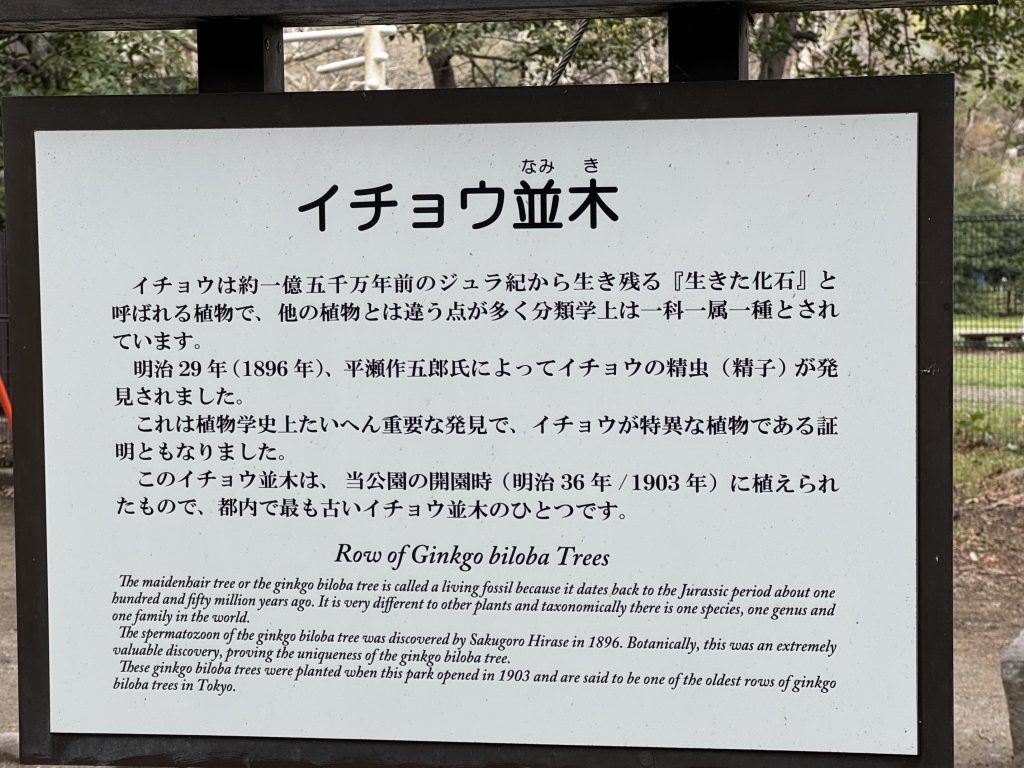 なみ き
イチョウ並木
イチョウは約一億五千万年前のジュラ紀から生き残る『生きた化石』と
呼ばれる植物で、他の植物とは違う点が多く分類学上は一科一属一種とされ
ています。
明治29年(1896年)、平瀬作五郎氏によってイチョウの精虫(精子)が発
見されました。
これは植物学史上たいへん重要な発見で、イチョウが特異な植物である証
明ともなりました。
このイチョウ並木は、当公園の開園時(明治36年/1903年)に植えられ
たもので、都内で最も古いイチョウ並木のひとつです。
Row of Ginkgo biloba Trees
The maidenhair tree or the ginkgo biloba tree is called a living fossil because it dates back to the Jurassic period about one
hundred and fifty million years ago. It is very different to other plants and taxonomically there is one species, one genus and
one family in the world.
The spermatozoon of the ginkgo biloba tree was discovered by Sakugoro Hirase in 1896. Botanically, this was an extremely
valuable discovery, proving the uniqueness of the ginkgo biloba tree.
These ginkgo biloba trees were planted when this park opened in 1903 and are said to be one of the oldest rows of ginkgo
biloba trees in Tokyo.